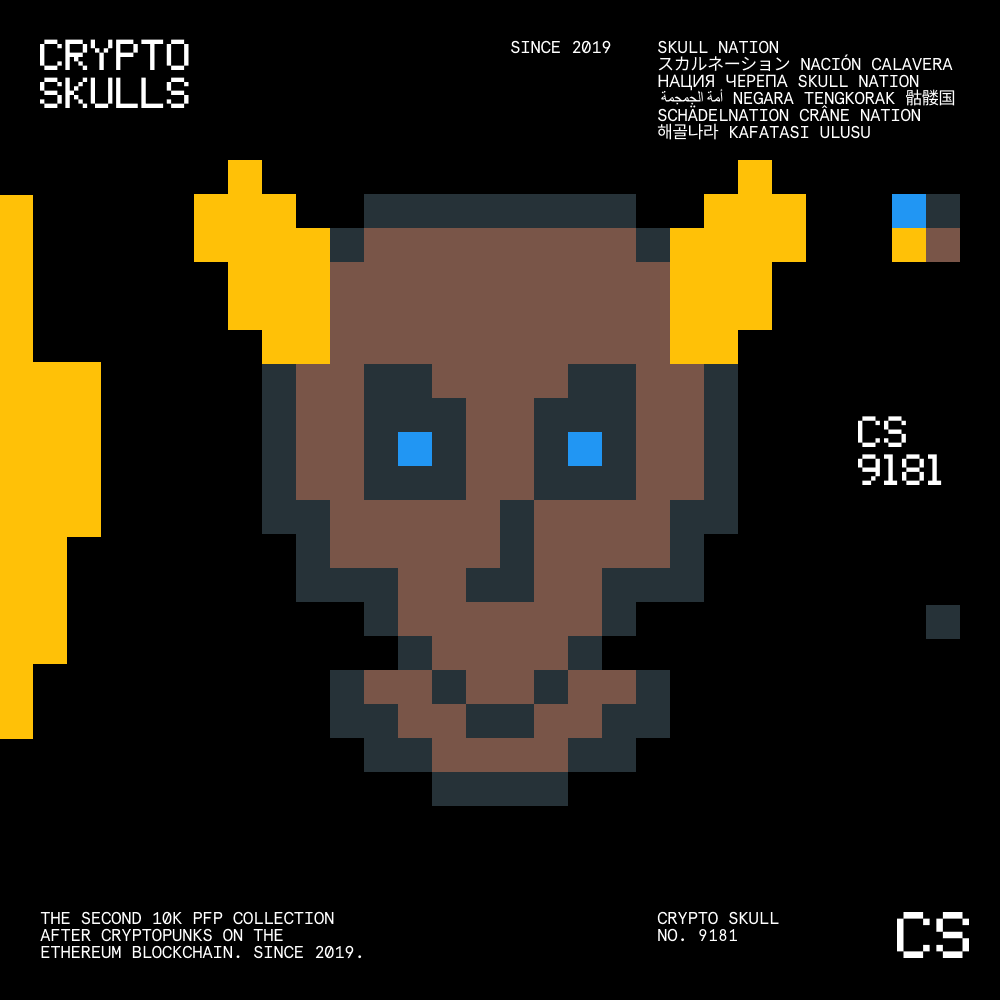 CRYPTO
SKULLS
SINCE 2019
SKULL NATION
スカルネーション NACIÓN CALAVERA
НАЦИЯ ЧЕРЕПА SKULL NATION
أمة الجمجمة NEGARA TENGKORAK 骷髅国
SCHÄDELNATION CRÂNE NATION
해골나라 KAFATASI ULUSU
CS
9181
THE SECOND 10K PFP COLLECTION
AFTER CRYPTOPUNKS ON THE
ETHEREUM BLOCKCHAIN. SINCE 2019.
CRYPTO SKULL
NO. 9181
CS